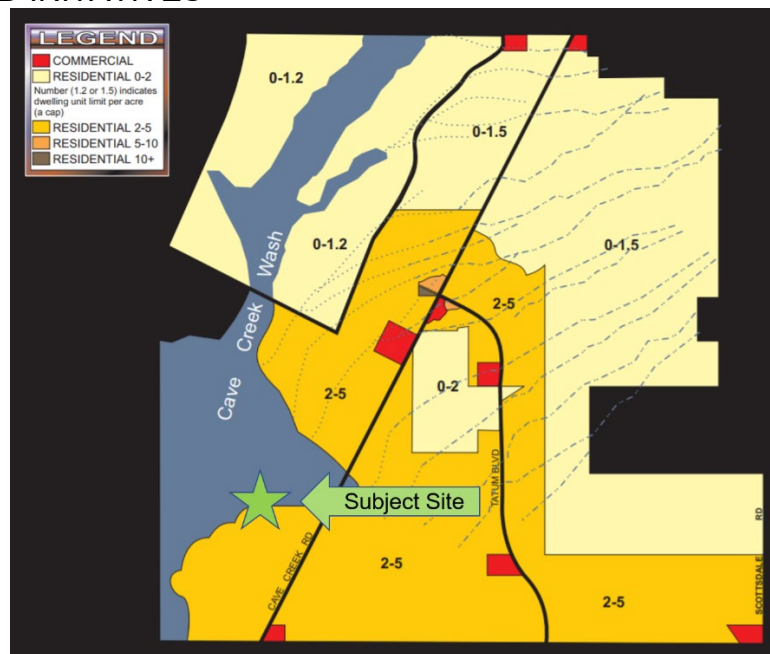 LEGEND
COMMERCIAL
RESIDENTIAL 0-2
Number (1.2 or 1.5) indicates
dwelling unit limit per acre
(a cap)
RESIDENTIAL 2-5
RESIDENTIAL 5-10
RESIDENTIAL 10+
0-1.2
0-1.5
0-1.2
0-1.5
Cave Creek Wash
2-5
2-5
0-2
TATUM BLVD
Subject Site
CAVE CREEK RD
2-5
2-5
SCOTTSDALE RD